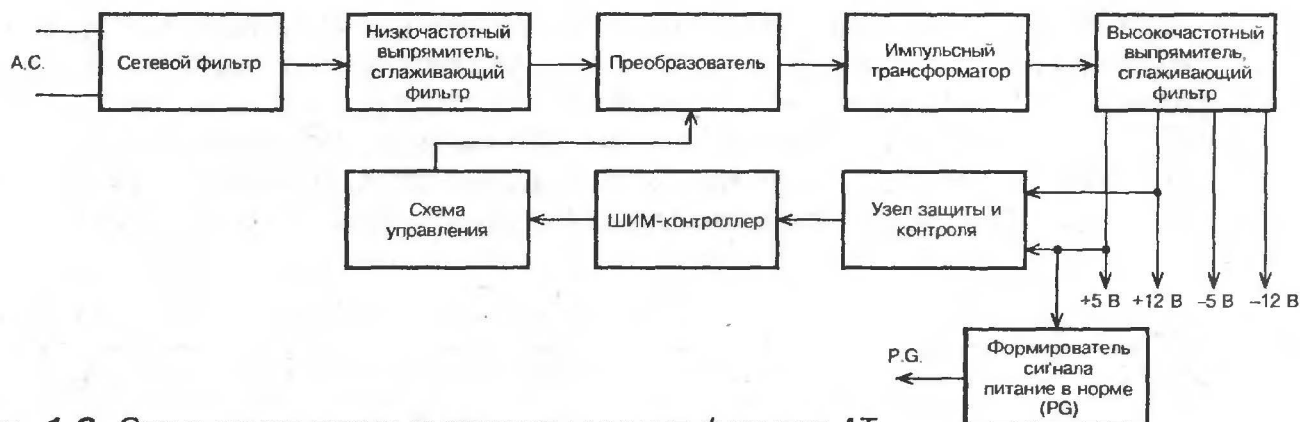 A.C.
Сетевой фильтр
Низкочастотный
выпрямитель,
сглаживающий
фильтр
Преобразователь
Импульсный
трансформатор
Высокочастотный
выпрямитель,
сглаживающий
фильтр
Схема
управления
ШИМ-контроллер
Узел защиты и
контроля
+5 В +12 В –5 В –12 В
P.G.
Формирователь
сигнала
питание в норме
(PG)